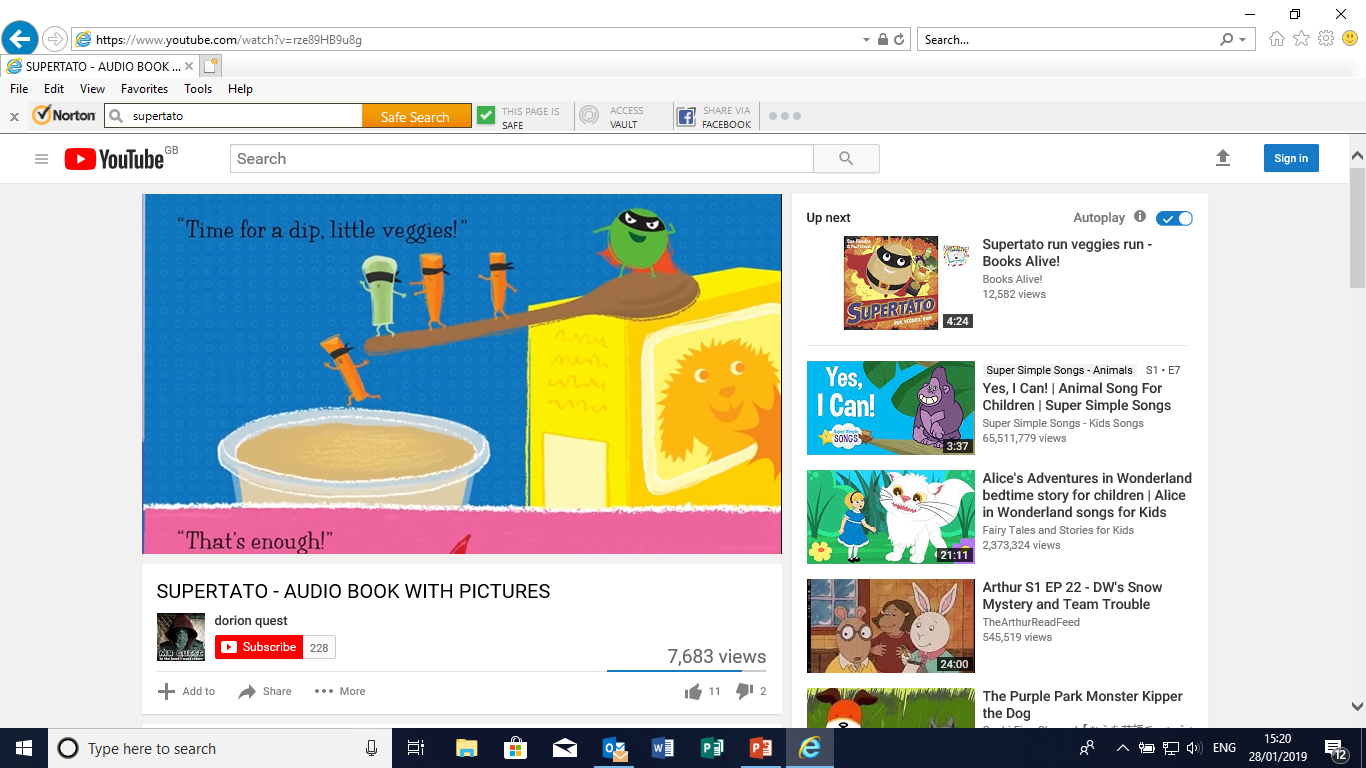 https://www.youtube.com/watch?v=rze89HB9u8g
Search...
SUPERTATO - AUDIO BOOK ...
File Edit View Favorites Tools Help
x Norton supertato Safe Search THIS PAGE IS SAFE ACCESS VAULT SHARE VIA FACEBOOK
YouTube GB
Search
Sign in
“Time for a dip, little veggies!”
“That’s enough!”
SUPERTATO - AUDIO BOOK WITH PICTURES
dorion quest
Subscribe 228
7,683 views
Add to Share More 11 2
Up next Autoplay
SUPERTATO
4:24
Supertato run veggies run -
Books Alive!
Books Alive!
12,582 views
Yes,
I Can!
Super Simple
SONGS
3:37
Super Simple Songs - Animals S1 • E7
Yes, I Can! | Animal Song For
Children | Super Simple Songs
Super Simple Songs - Kids Songs
65,511,779 views
21:11
Alice's Adventures in Wonderland
bedtime story for children | Alice
in Wonderland songs for Kids
Fairy Tales and Stories for Kids
2,373,324 views
24:00
Arthur S1 EP 22 - DW's Snow
Mystery and Team Trouble
TheArthurReadFeed
545,519 views
The Purple Park Monster Kipper
the Dog
Type here to search
ENG
15:20
28/01/2019
12